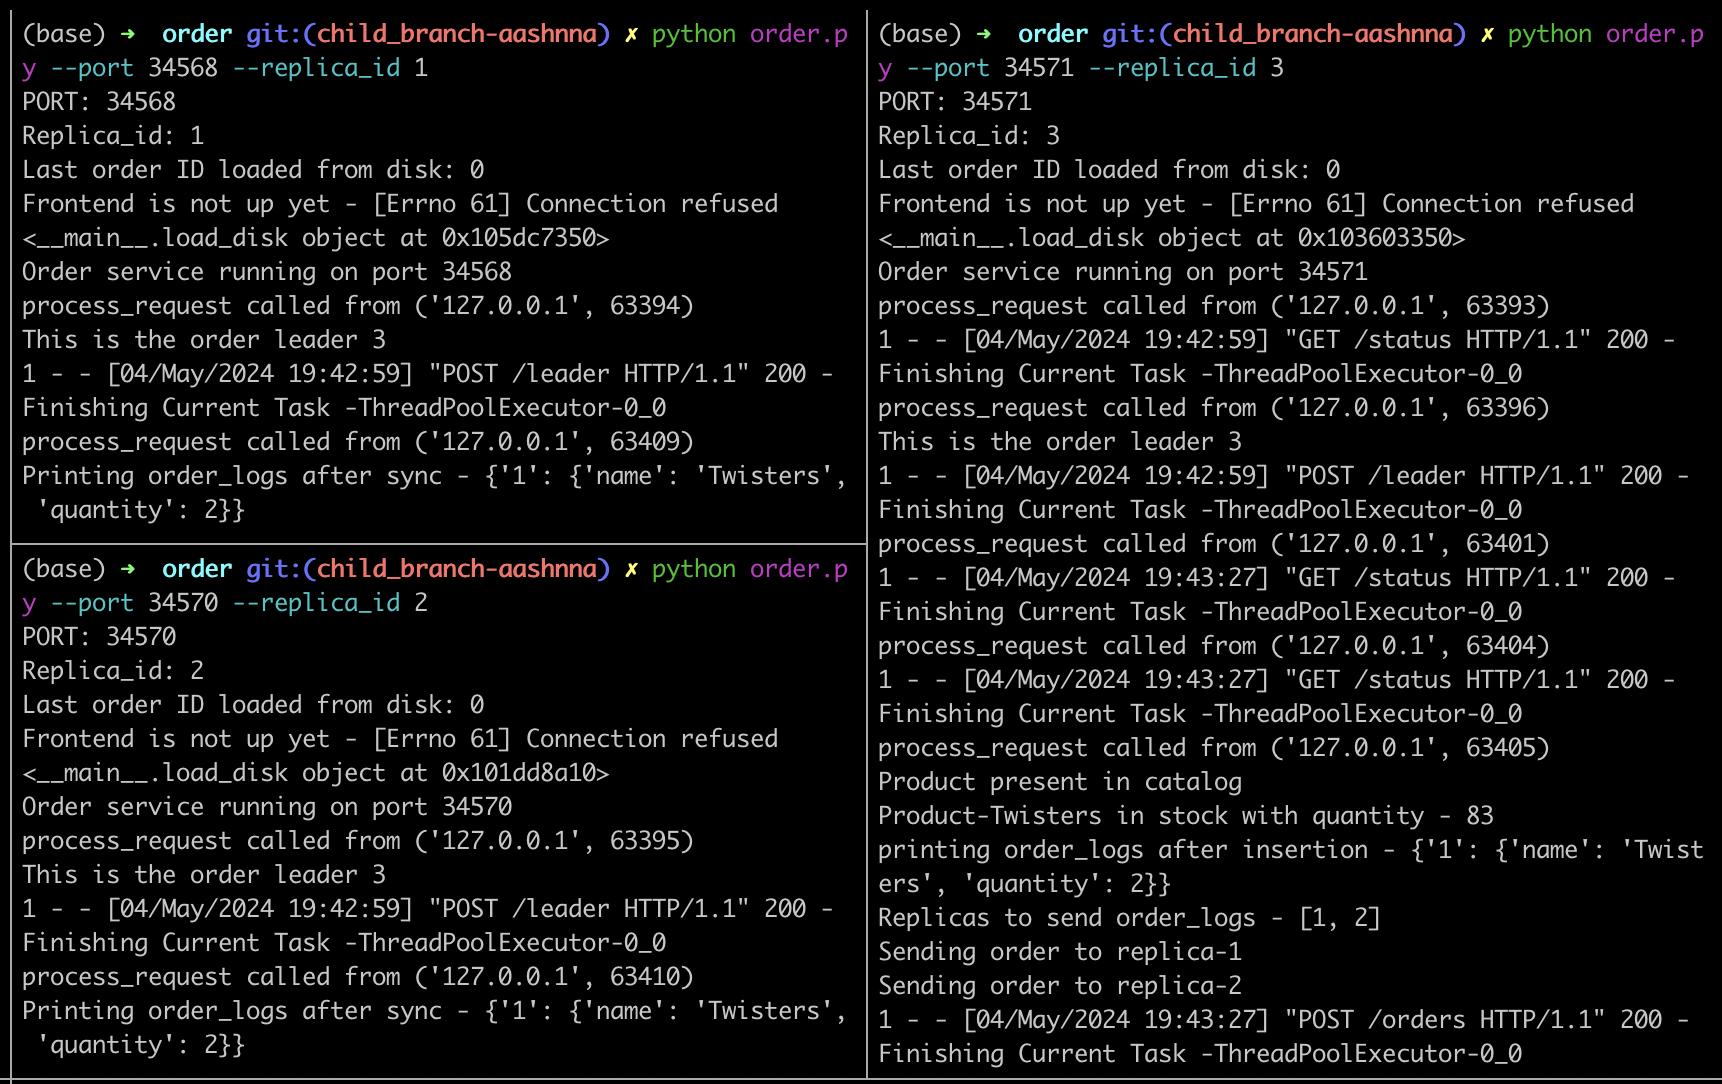 (base) ➜  order git:(child_branch-aashnna) ✗ python order.p
y --port 34568 --replica_id 1
PORT: 34568
Replica_id: 1
Last order ID loaded from disk: 0
Frontend is not up yet - [Errno 61] Connection refused
<__main__.load_disk object at 0x105dc7350>
Order service running on port 34568
process_request called from ('127.0.0.1', 63394)
This is the order leader 3
1 - - [04/May/2024 19:42:59] "POST /leader HTTP/1.1" 200 -
Finishing Current Task -ThreadPoolExecutor-0_0
process_request called from ('127.0.0.1', 63409)
Printing order_logs after sync - {'1': {'name': 'Twisters',
 'quantity': 2}}
(base) ➜  order git:(child_branch-aashnna) ✗ python order.p
y --port 34570 --replica_id 2
PORT: 34570
Replica_id: 2
Last order ID loaded from disk: 0
Frontend is not up yet - [Errno 61] Connection refused
<__main__.load_disk object at 0x101dd8a10>
Order service running on port 34570
process_request called from ('127.0.0.1', 63395)
This is the order leader 3
1 - - [04/May/2024 19:42:59] "POST /leader HTTP/1.1" 200 -
Finishing Current Task -ThreadPoolExecutor-0_0
process_request called from ('127.0.0.1', 63410)
Printing order_logs after sync - {'1': {'name': 'Twisters',
 'quantity': 2}}
(base) ➜  order git:(child_branch-aashnna) ✗ python order.p
y --port 34571 --replica_id 3
PORT: 34571
Replica_id: 3
Last order ID loaded from disk: 0
Frontend is not up yet - [Errno 61] Connection refused
<__main__.load_disk object at 0x103603350>
Order service running on port 34571
process_request called from ('127.0.0.1', 63393)
1 - - [04/May/2024 19:42:59] "GET /status HTTP/1.1" 200 -
Finishing Current Task -ThreadPoolExecutor-0_0
process_request called from ('127.0.0.1', 63396)
This is the order leader 3
1 - - [04/May/2024 19:42:59] "POST /leader HTTP/1.1" 200 -
Finishing Current Task -ThreadPoolExecutor-0_0
process_request called from ('127.0.0.1', 63401)
1 - - [04/May/2024 19:43:27] "GET /status HTTP/1.1" 200 -
Finishing Current Task -ThreadPoolExecutor-0_0
process_request called from ('127.0.0.1', 63404)
1 - - [04/May/2024 19:43:27] "GET /status HTTP/1.1" 200 -
Finishing Current Task -ThreadPoolExecutor-0_0
process_request called from ('127.0.0.1', 63405)
Product present in catalog
Product-Twisters in stock with quantity - 83
printing order_logs after insertion - {'1': {'name': 'Twist
ers', 'quantity': 2}}
Replicas to send order_logs - [1, 2]
Sending order to replica-1
Sending order to replica-2
1 - - [04/May/2024 19:43:27] "POST /orders HTTP/1.1" 200 -
Finishing Current Task -ThreadPoolExecutor-0_0